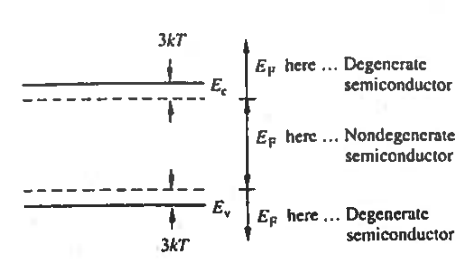 3kT
E_c
E_F here ... Degenerate
semiconductor
E_F here ... Nondegenerate
semiconductor
E_v
E_F here ... Degenerate
semiconductor
3kT